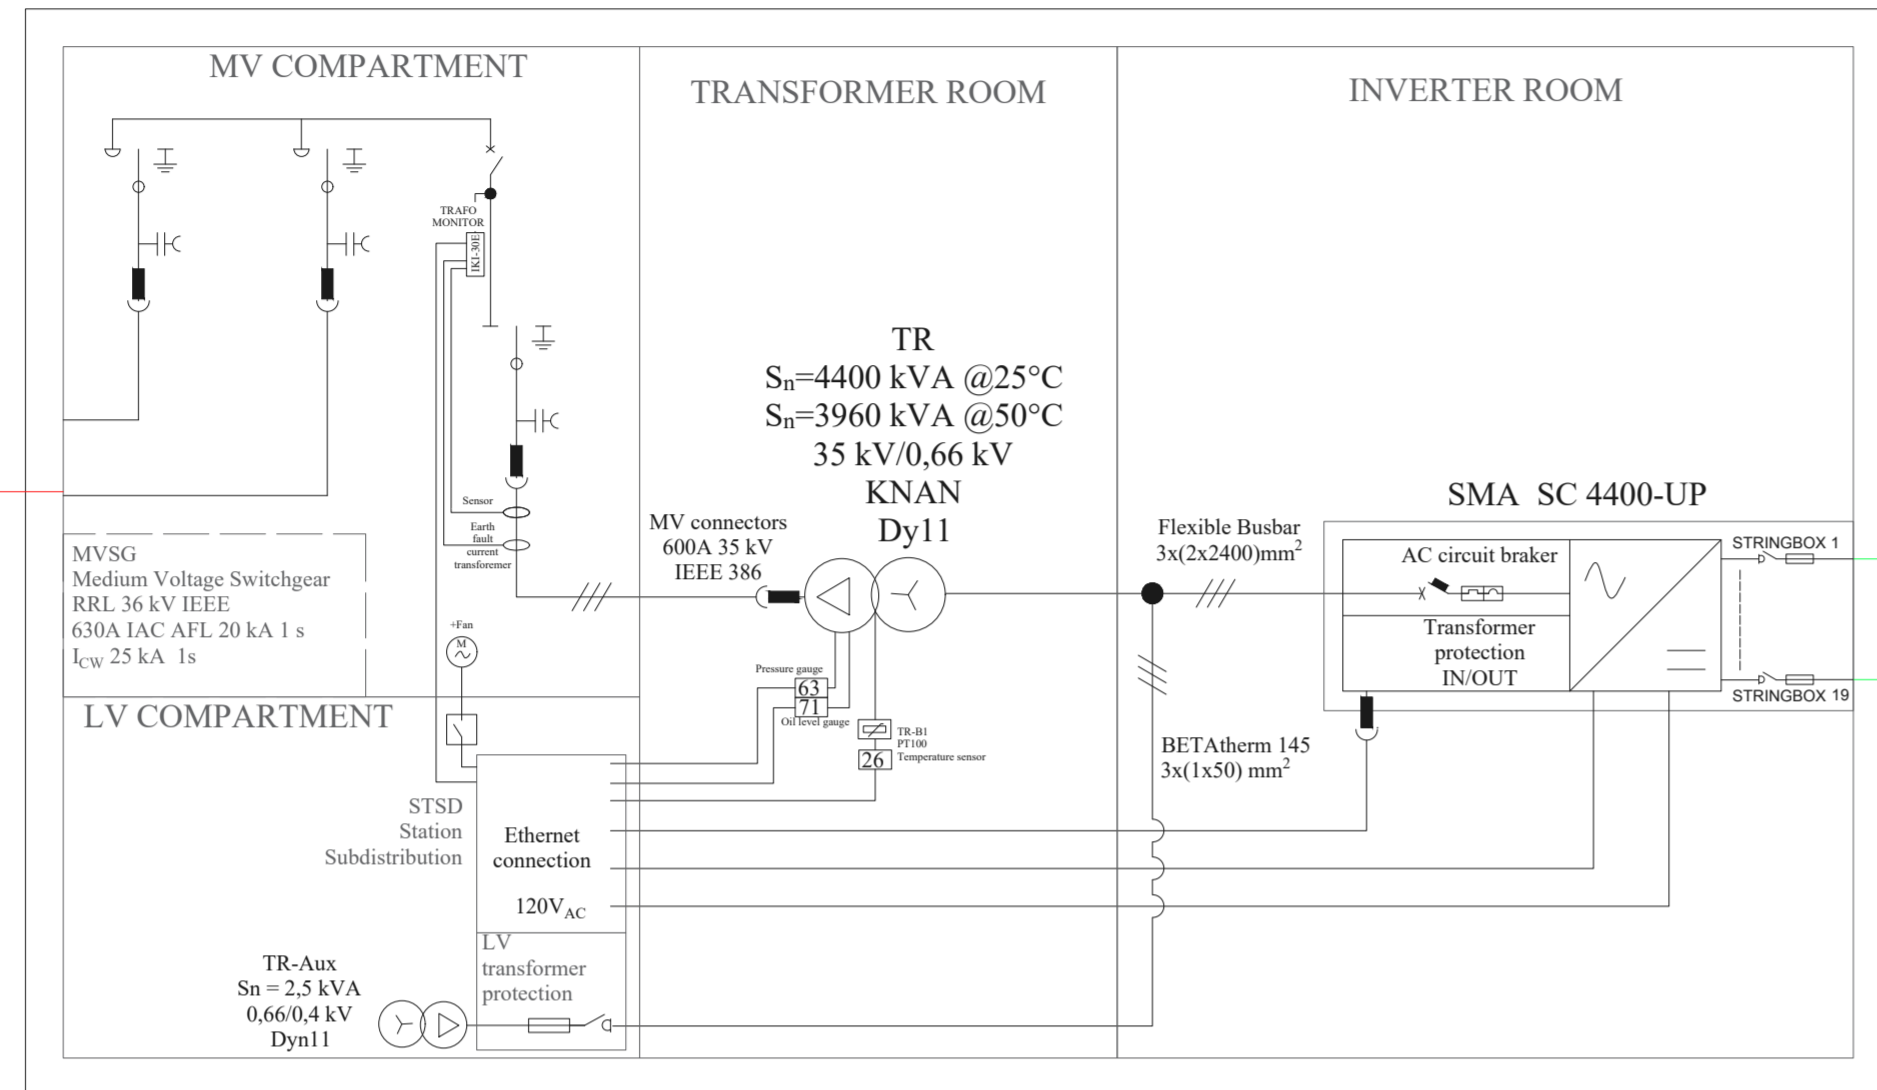 MV COMPARTMENT
TRANSFORMER ROOM
INVERTER ROOM
TRAFO
MONITOR
IKI-30E
TR
Sn=4400 kVA @25°C
Sn=3960 kVA @50°C
35 kV/0,66 kV
KNAN
Dy11
Sensor
Earth
fault
current
transforemer
MV connectors
600A 35 kV
IEEE 386
Flexible Busbar
3x(2x2400)mm²
SMA SC 4400-UP
AC circuit braker
Transformer
protection
IN/OUT
STRINGBOX 1
STRINGBOX 19
MVSG
Medium Voltage Switchgear
RRL 36 kV IEEE
630A IAC AFL 20 kA 1 s
ICW 25 kA 1s
+Fan
M
Pressure gauge
63
71
Oil level gauge
TR-B1
PT100
Temperature sensor
26
BETAtherm 145
3x(1x50) mm²
LV COMPARTMENT
STSD
Station
Subdistribution
Ethernet
connection
120VAC
LV
transformer
protection
TR-Aux
Sn = 2,5 kVA
0,66/0,4 kV
Dyn11